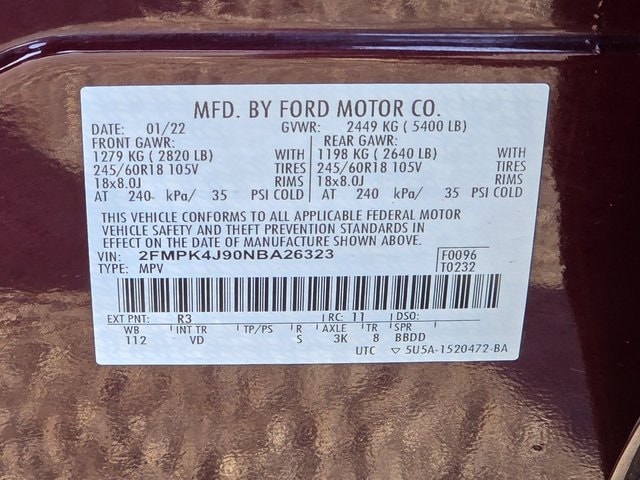 MFD. BY FORD MOTOR CO.
DATE: 01/22 GVWR: 2449 KG ( 5400 LB)
FRONT GAWR: REAR GAWR:
1279 KG ( 2820 LB) WITH 1198 KG ( 2640 LB) WITH
245/60R18 105V TIRES 245/60R18 105V TIRES
18x8.0J RIMS 18x8.0J RIMS
AT 240 kPa/ 35 PSI COLD AT 240 kPa/ 35 PSI COLD
THIS VEHICLE CONFORMS TO ALL APPLICABLE FEDERAL MOTOR
VEHICLE SAFETY AND THEFT PREVENTION STANDARDS IN
EFFECT ON THE DATE OF MANUFACTURE SHOWN ABOVE.
VIN: 2FMPK4J90NBA26323 F0096
TYPE: MPV T0232
EXT PNT: R3 RC: 11 DSO:
WB INT TR TP/PS R AXLE TR SPR
112 VD S 3K 8 BBDD
UTC ▽ 5U5A-1520472-BA